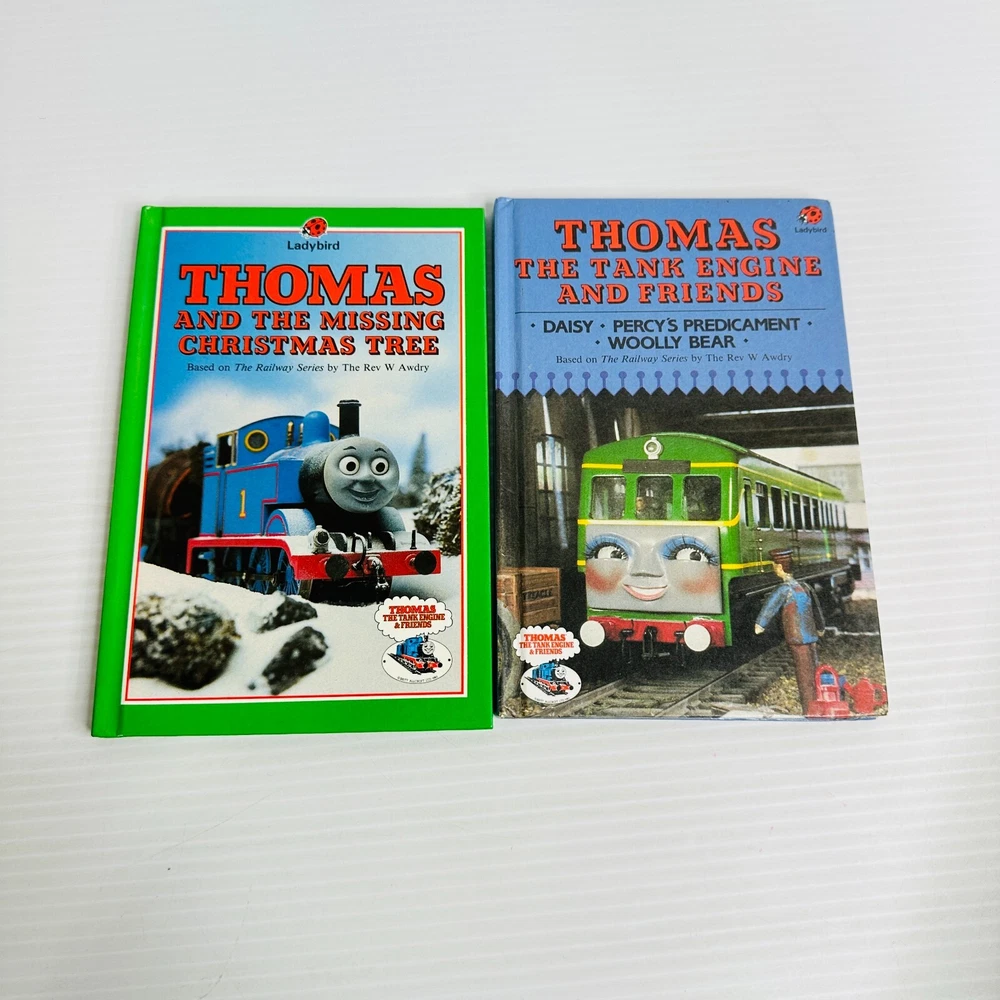 Ladybird
THOMAS
AND THE MISSING
CHRISTMAS TREE
Based on The Railway Series by The Rev W Awdry
1
THOMAS
THE TANK ENGINE
& FRIENDS
THOMAS
THE TANK ENGINE
AND FRIENDS
Ladybird
· DAISY · PERCY'S PREDICAMENT ·
· WOOLLY BEAR ·
Based on The Railway Series by The Rev W Awdry
TREACLE
THOMAS
THE TANK ENGINE
& FRIENDS